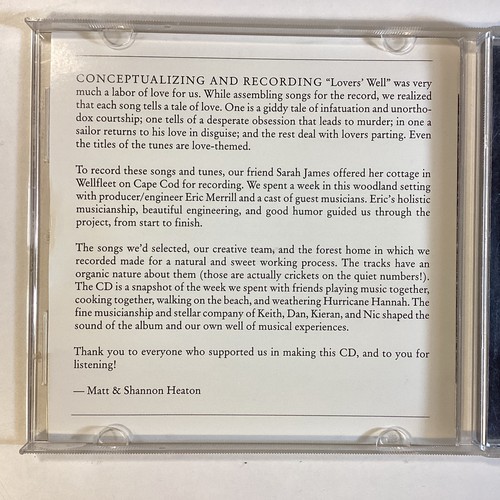 CONCEPTUALIZING AND RECORDING “Lovers’ Well” was very
much a labor of love for us. While assembling songs for the record, we realized
that each song tells a tale of love. One is a giddy tale of infatuation and unortho-
dox courtship; one tells of a desperate obsession that leads to murder; in one a
sailor returns to his love in disguise; and the rest deal with lovers parting. Even
the titles of the tunes are love-themed.
To record these songs and tunes, our friend Sarah James offered her cottage in
Wellfleet on Cape Cod for recording. We spent a week in this woodland setting
with producer/engineer Eric Merrill and a cast of guest musicians. Eric’s holistic
musicianship, beautiful engineering, and good humor guided us through the
project, from start to finish.
The songs we’d selected, our creative team, and the forest home in which we
recorded made for a natural and sweet working process. The tracks have an
organic nature about them (those are actually crickets on the quiet numbers!).
The CD is a snapshot of the week we spent with friends playing music together,
cooking together, walking on the beach, and weathering Hurricane Hannah. The
fine musicianship and stellar company of Keith, Dan, Kieran, and Nic shaped the
sound of the album and our own well of musical experiences.
Thank you to everyone who supported us in making this CD, and to you for
listening!
— Matt & Shannon Heaton